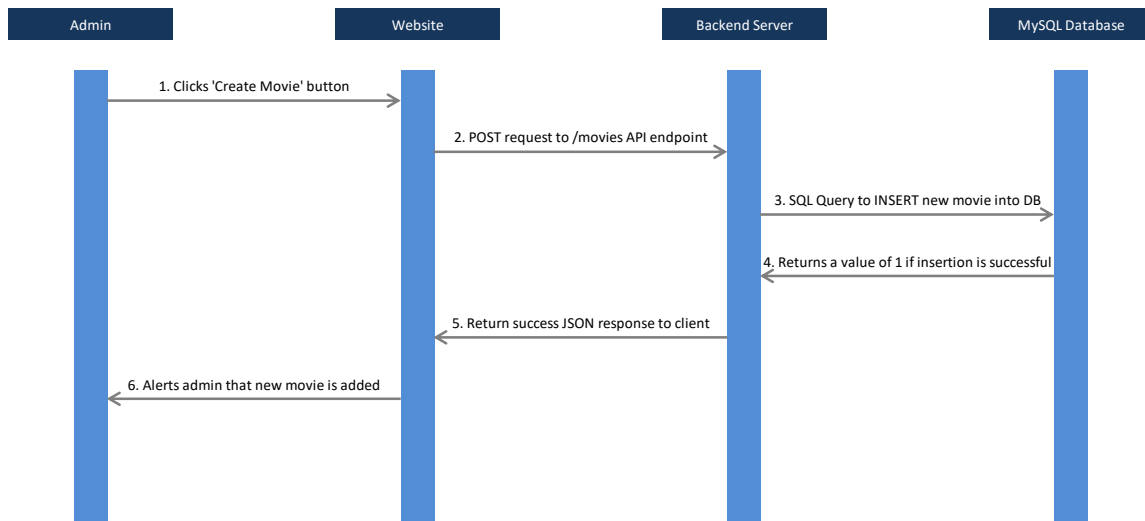 Admin
Website
Backend Server
MySQL Database
1. Clicks 'Create Movie' button
2. POST request to /movies API endpoint
3. SQL Query to INSERT new movie into DB
4. Returns a value of 1 if insertion is successful
5. Return success JSON response to client
6. Alerts admin that new movie is added